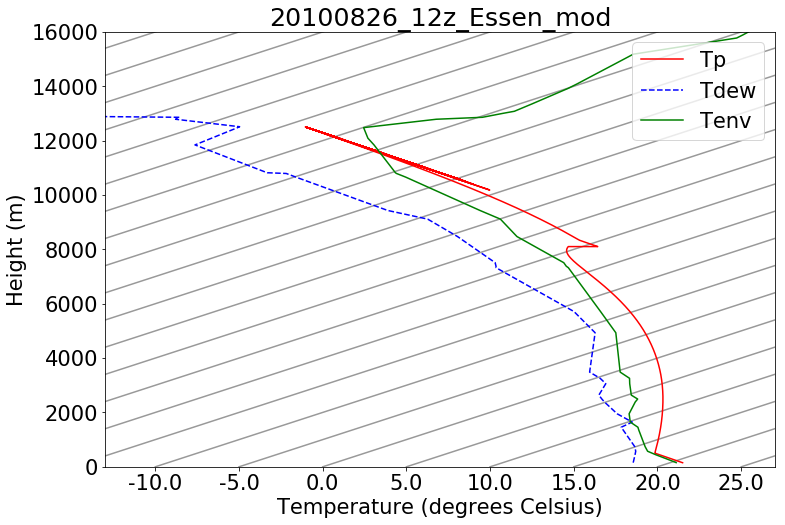 20100826_12z_Essen_mod
16000
14000
12000
10000
8000
6000
4000
2000
0
Height (m)
Tp
Tdew
Tenv
-10.0 -5.0 0.0 5.0 10.0 15.0 20.0 25.0
Temperature (degrees Celsius)